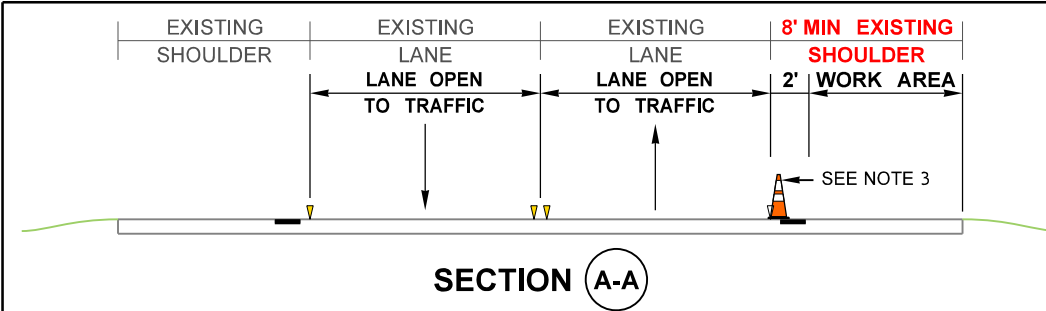 EXISTING EXISTING EXISTING 8' MIN EXISTING
SHOULDER LANE LANE SHOULDER
LANE OPEN LANE OPEN 2' WORK AREA
TO TRAFFIC TO TRAFFIC
SEE NOTE 3
SECTION A-A